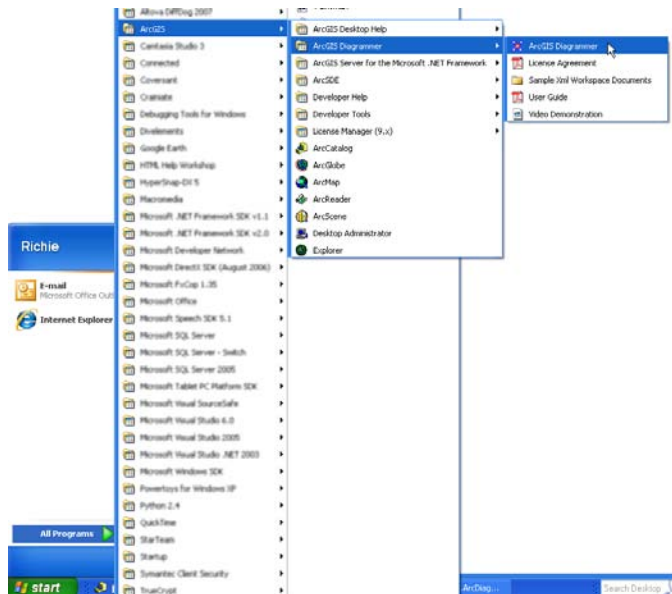 Altova DiffDog 2007
ArcGIS
Camtasia Studio 3
Connected
Coversant
Crainiate
Debugging Tools for Windows
Divelements
Google Earth
HTML Help Workshop
HyperSnap-DX 5
Macromedia
Microsoft .NET Framework SDK v1.1
Microsoft .NET Framework SDK v2.0
Microsoft Developer Network
Microsoft DirectX SDK (August 2006)
Microsoft FxCop 1.35
Microsoft Office
Microsoft Speech SDK 5.1
Microsoft SQL Server
Microsoft SQL Server - Switch
Microsoft SQL Server 2005
Microsoft Tablet PC Platform SDK
Microsoft Visual SourceSafe
Microsoft Visual Studio 6.0
Microsoft Visual Studio 2005
Microsoft Visual Studio .NET 2003
Microsoft Windows SDK
Powertoys for Windows XP
Python 2.4
QuickTime
StarTeam
Startup
Symantec Client Security
TrueCrypt
ArcGIS Desktop Help
ArcGIS Diagrammer
ArcGIS Server for the Microsoft .NET Framework
ArcSDE
Developer Help
Developer Tools
License Manager (9.x)
ArcCatalog
ArcGlobe
ArcMap
ArcReader
ArcScene
Desktop Administrator
Explorer
ArcGIS Diagrammer
License Agreement
Sample Xml Workspace Documents
User Guide
Video Demonstration
Richie
E-mail
Microsoft Office Outl
Internet Explorer
All Programs
start
ArcDiag...
Search Desktop